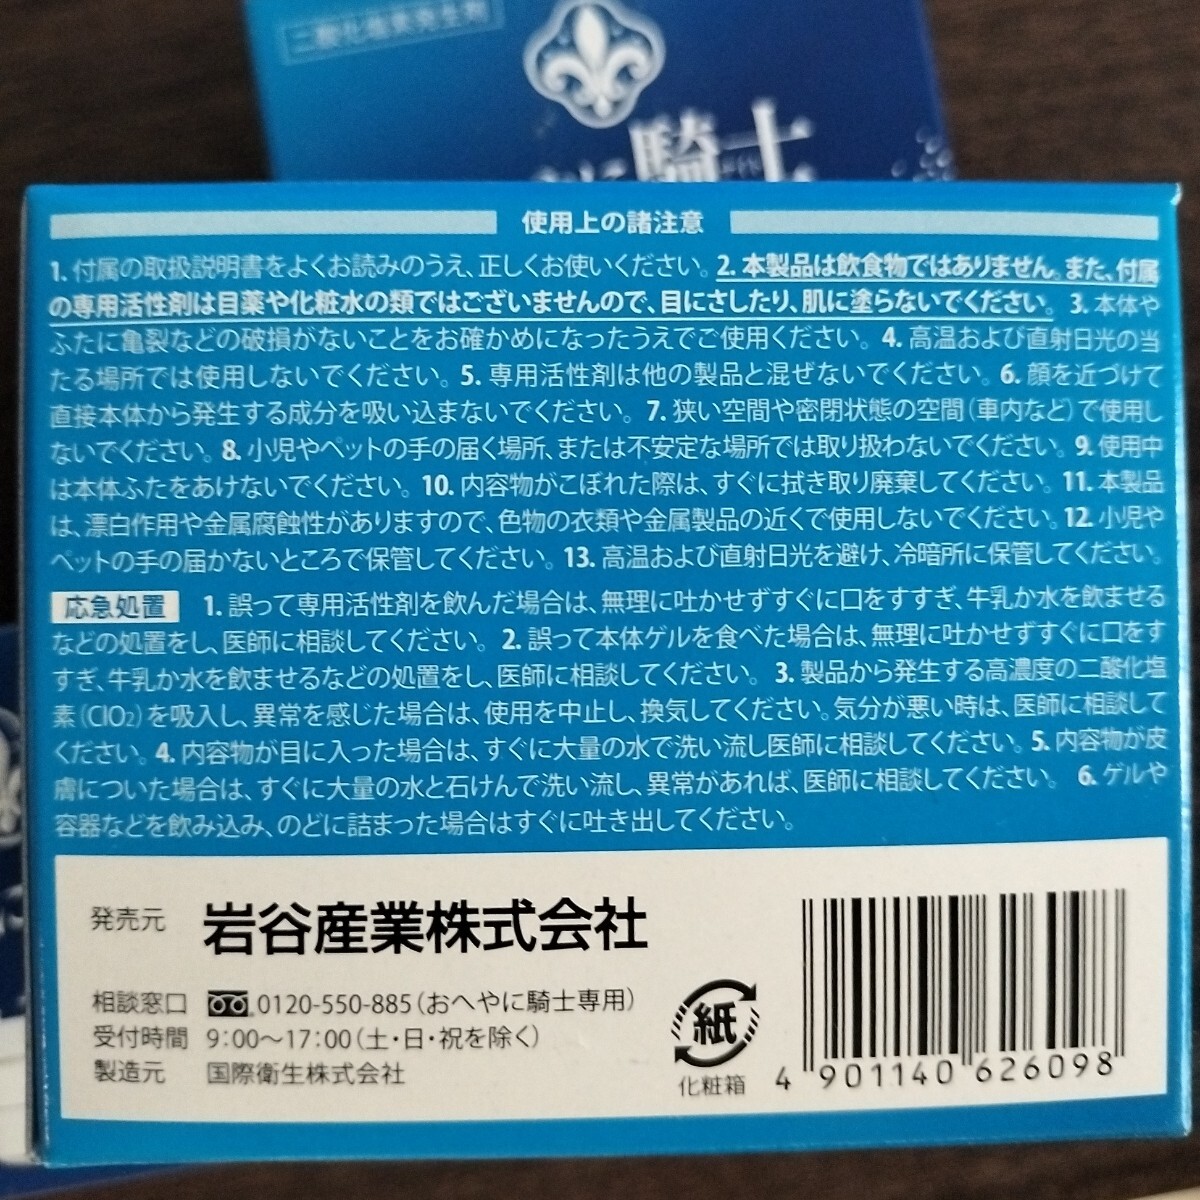 二酸化塩素発生剤
に騎士
使用上の諸注意
1. 付属の取扱説明書をよくお読みのうえ、正しくお使いください。2. 本製品は飲食物ではありません。また、付属
の専用活性剤は目薬や化粧水の類ではございませんので、目にさしたり、肌に塗らないでください。 3. 本体や
ふたに亀裂などの破損がないことをお確かめになったうえでご使用ください。 4. 高温および直射日光の当
たる場所では使用しないでください。 5. 専用活性剤は他の製品と混ぜないでください。 6. 顔を近づけて
直接本体から発生する成分を吸い込まないでください。 7. 狭い空間や密閉状態の空間(車内など)で使用し
ないでください。 8. 小児やペットの手の届く場所、または不安定な場所では取り扱わないでください。 9. 使用中
は本体ふたをあけないでください。 10. 内容物がこぼれた際は、すぐに拭き取り廃棄してください。 11. 本製品
は、漂白作用や金属腐蝕性がありますので、色物の衣類や金属製品の近くで使用しないでください。12. 小児や
ペットの手の届かないところで保管してください。 13. 高温および直射日光を避け、冷暗所に保管してください。
応急処置 1. 誤って専用活性剤を飲んだ場合は、無理に吐かせずすぐに口をすすぎ、牛乳か水を飲ませる
などの処置をし、医師に相談してください。 2. 誤って本体ゲルを食べた場合は、無理に吐かせずすぐに口をす
すぎ、牛乳か水を飲ませるなどの処置をし、医師に相談してください。 3. 製品から発生する高濃度の二酸化塩
素(ClO₂)を吸入し、異常を感じた場合は、使用を中止し、換気してください。気分が悪い時は、医師に相談して
ください。 4. 内容物が目に入った場合は、すぐに大量の水で洗い流し医師に相談してください。 5. 内容物が皮
膚についた場合は、すぐに大量の水と石けんで洗い流し、異常があれば、医師に相談してください。 6. ゲルや
容器などを飲み込み、のどに詰まった場合はすぐに吐き出してください。
発売元 岩谷産業株式会社
相談窓口 0120-550-885(おへやに騎士専用)
受付時間 9:00〜17:00(土・日・祝を除く)
製造元 国際衛生株式会社
紙
化粧箱
4 901140 626098